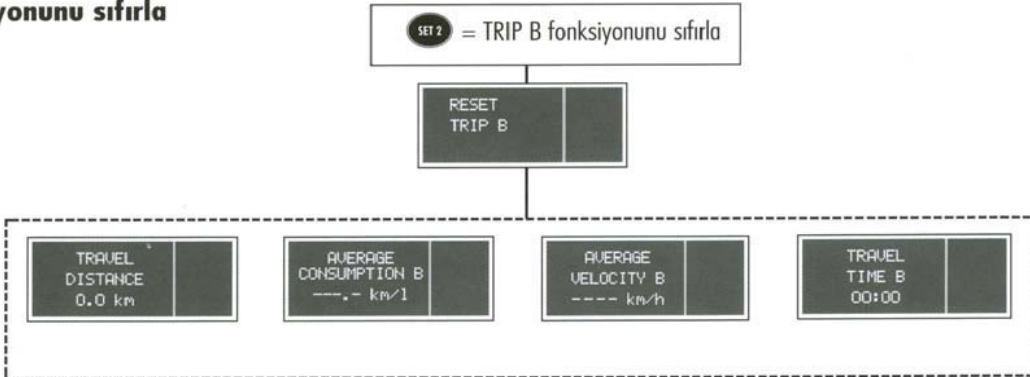 yonunu sıfırla
SET 2 = TRIP B fonksiyonunu sıfırla
RESET
TRIP B
TRAVEL
DISTANCE
0.0 km
AVERAGE
CONSUMPTION B
---.- km/l
AVERAGE
VELOCITY B
---- km/h
TRAVEL
TIME B
00:00